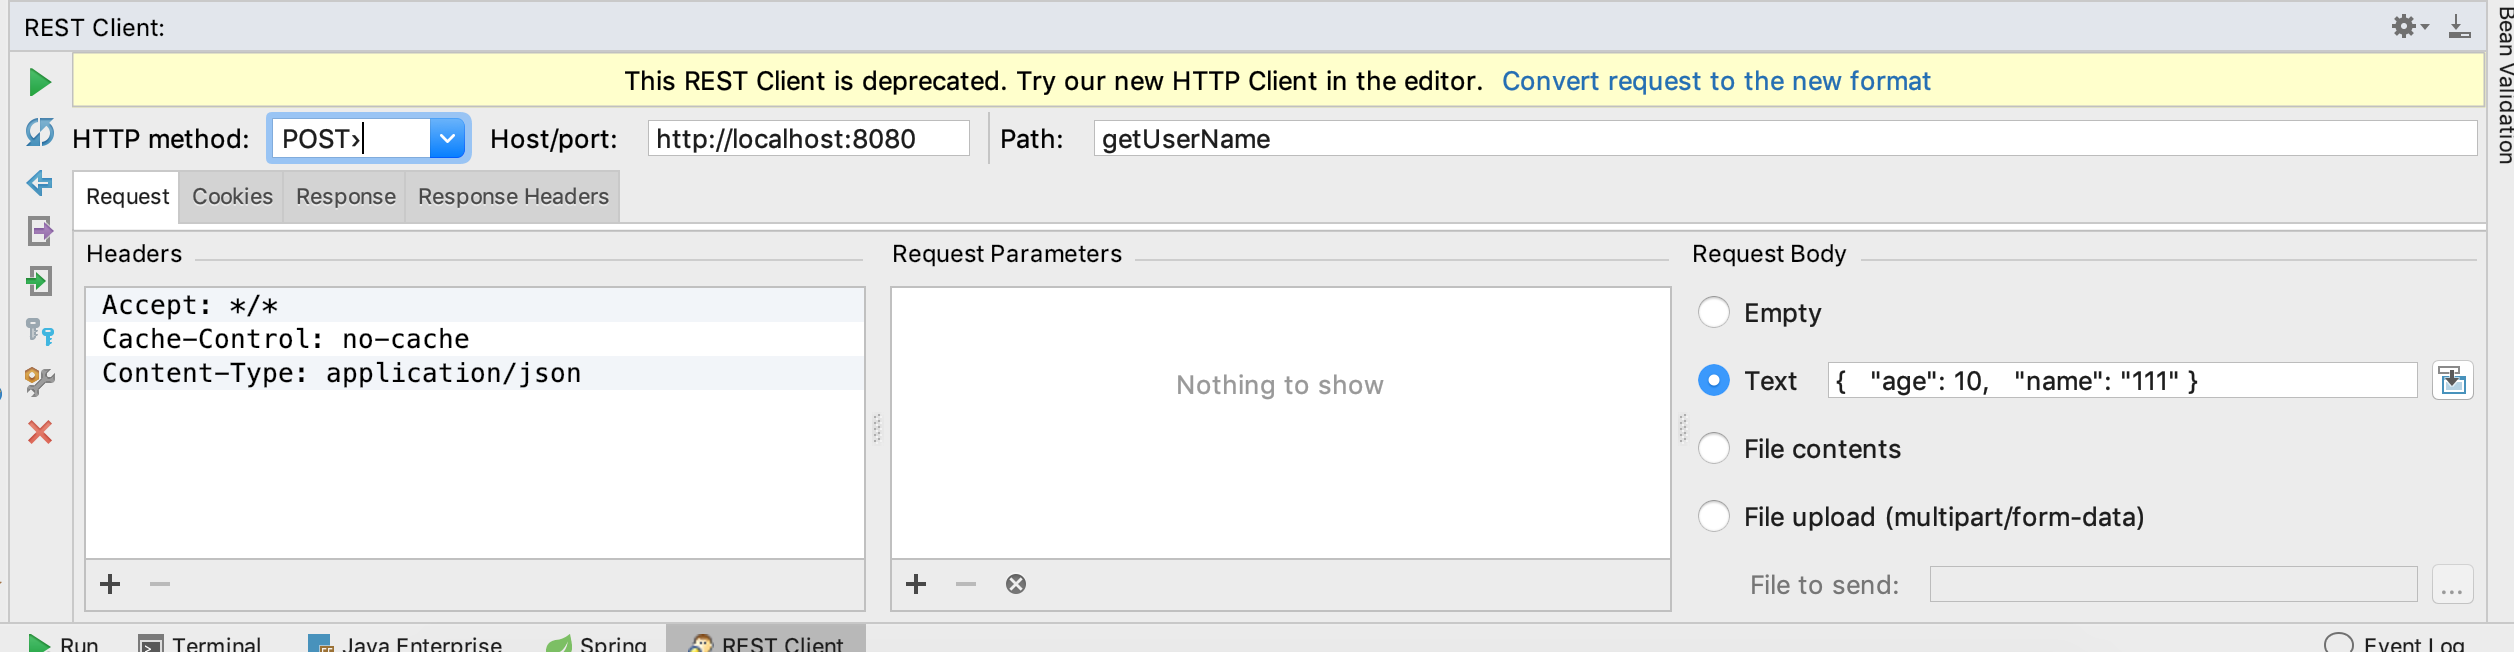 REST Client:
This REST Client is deprecated. Try our new HTTP Client in the editor. Convert request to the new format
HTTP method: POST› Host/port: http://localhost:8080 Path: getUserName
Request Cookies Response Response Headers
Headers
Accept: */*
Cache-Control: no-cache
Content-Type: application/json
Request Parameters
Nothing to show
Request Body
Empty
Text { "age": 10, "name": "111" }
File contents
File upload (multipart/form-data)
File to send: ...
Run Terminal Java Enterprise Spring REST Client Event Log
Bean Validation